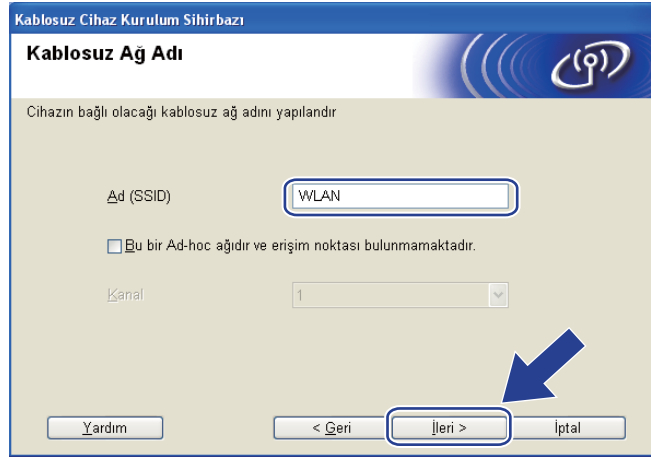 Kablosuz Cihaz Kurulum Sihirbazı
Kablosuz Ağ Adı
Cihazın bağlı olacağı kablosuz ağ adını yapılandır
Ad (SSID) WLAN
Bu bir Ad-hoc ağıdır ve erişim noktası bulunmamaktadır.
Kanal 1
Yardım < Geri İleri > İptal